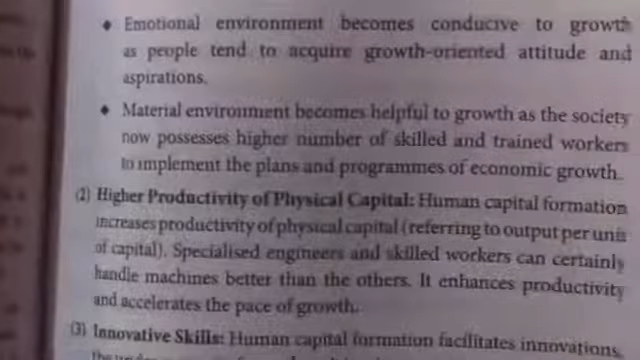 • Emotional environment becomes conducive to growth
as people tend to acquire growth-oriented attitude and
aspirations.
• Material environment becomes helpful to growth as the society
now possesses higher number of skilled and trained workers
to implement the plans and programmes of economic growth.
(2) Higher Productivity of Physical Capital: Human capital formation
increases productivity of physical capital (referring to output per unit
of capital). Specialised engineers and skilled workers can certainly
handle machines better than the others. It enhances productivity
and accelerates the pace of growth.
(3) Innovative Skills: Human capital formation facilitates innovations.